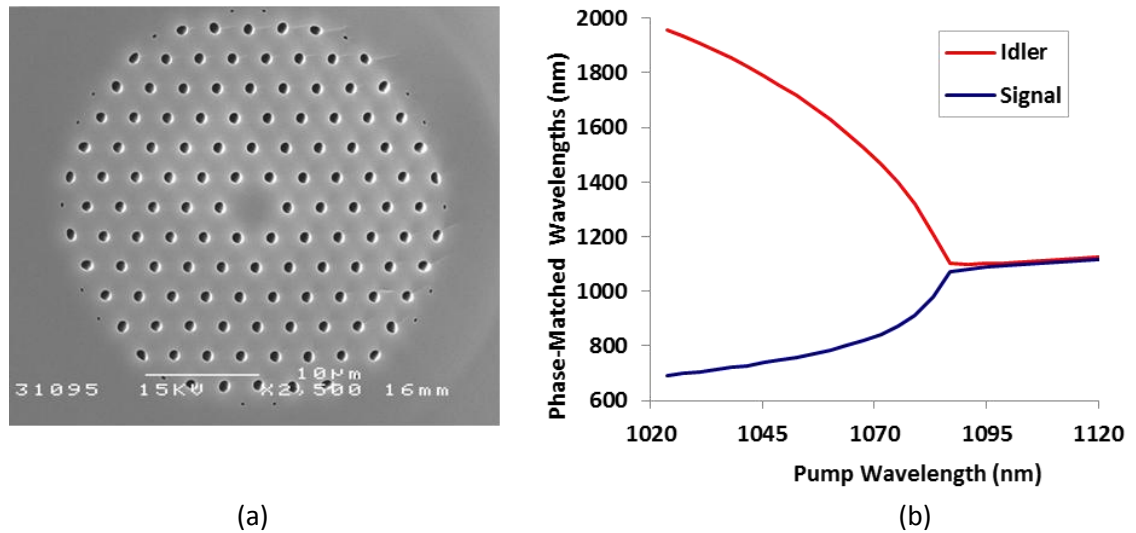 10µm
31095 15KV X2,500 16mm
(a)
Phase-Matched Wavelengths (nm)
2000
1800
1600
1400
1200
1000
800
600
Idler
Signal
1020 1045 1070 1095 1120
Pump Wavelength (nm)
(b)